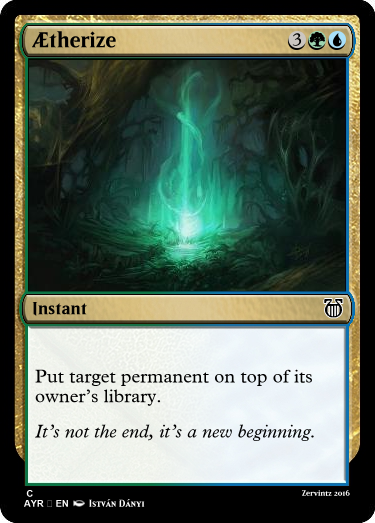 Ætherize 3
Instant
Put target permanent on top of its
owner's library.
It's not the end, it's a new beginning.
C
Zervintz 2016
AYR EN István Dányi